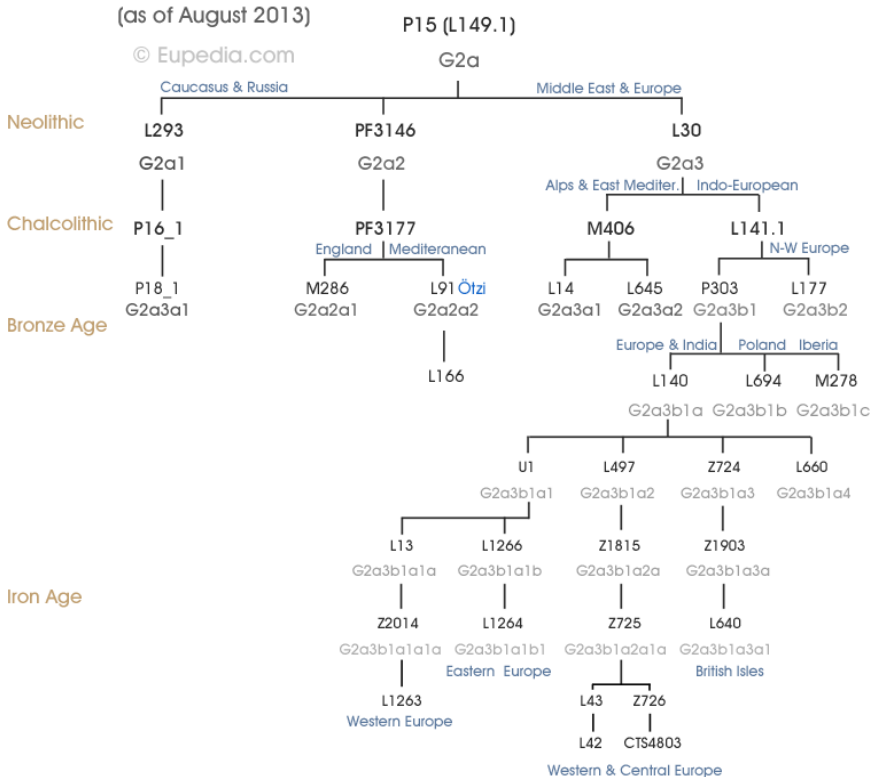 (as of August 2013)
P15 (L149.1)
© Eupedia.com
G2a
Caucasus & Russia Middle East & Europe
Neolithic L293 PF3146 L30
G2a1 G2a2 G2a3
Alps & East Mediter. Indo-European
Chalcolithic P16_1 PF3177 M406 L141.1
England Mediteranean N-W Europe
P18_1 M286 L91 Ötzi L14 L645 P303 L177
G2a3a1 G2a2a1 G2a2a2 G2a3a1 G2a3a2 G2a3b1 G2a3b2
Bronze Age
Europe & India Poland Iberia
L166 L140 L694 M278
G2a3b1a G2a3b1b G2a3b1c
U1 L497 Z724 L660
G2a3b1a1 G2a3b1a2 G2a3b1a3 G2a3b1a4
L13 L1266 Z1815 Z1903
G2a3b1a1a G2a3b1a1b G2a3b1a2a G2a3b1a3a
Iron Age
Z2014 L1264 Z725 L640
G2a3b1a1a1a G2a3b1a1b1 G2a3b1a2a1a G2a3b1a3a1
Eastern Europe British Isles
L1263 L43 Z726
Western Europe
L42 CTS4803
Western & Central Europe